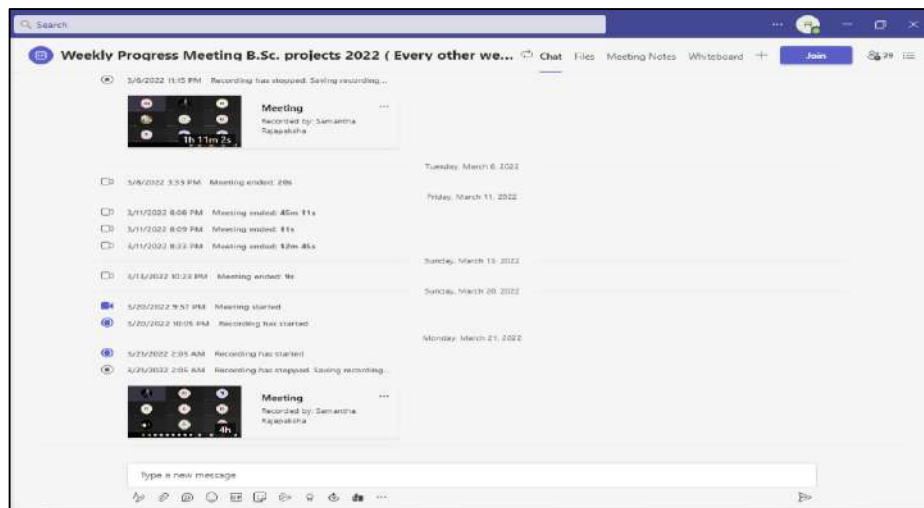 Search
Weekly Progress Meeting B.Sc. projects 2022 ( Every other we... Chat Files Meeting Notes Whiteboard Join 29
3/6/2022 11:15 PM Recording has stopped. Saving recording...
Meeting
Recorded by: Samantha
Rajapaksha
1h 11m 2s
Tuesday, March 8, 2022
3/8/2022 3:33 PM Meeting ended: 20s
Friday, March 11, 2022
3/11/2022 8:08 PM Meeting ended: 45m 11s
3/11/2022 8:09 PM Meeting ended: 11s
3/11/2022 8:23 PM Meeting ended: 12m 45s
Sunday, March 13, 2022
3/13/2022 10:23 PM Meeting ended: 9s
Sunday, March 20, 2022
3/20/2022 9:51 PM Meeting started
3/20/2022 10:05 PM Recording has started
Monday, March 21, 2022
3/21/2022 2:05 AM Recording has started
3/21/2022 2:05 AM Recording has stopped. Saving recording...
Meeting
Recorded by: Samantha
Rajapaksha
4h
Type a new message